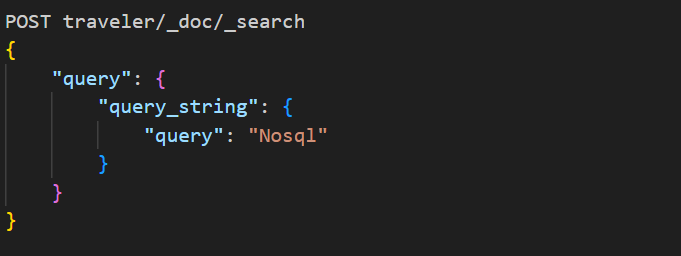 POST traveler/_doc/_search
{
    "query": {
        "query_string": {
            "query": "Nosql"
        }
    }
}